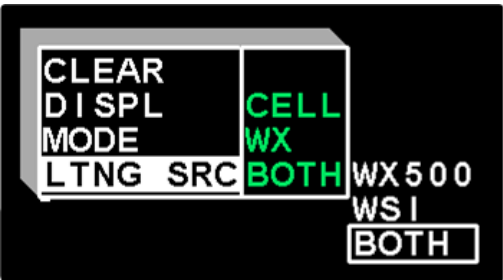 CLEAR
DISPL CELL
MODE WX
LTNG SRC BOTH WX500
WSI
BOTH